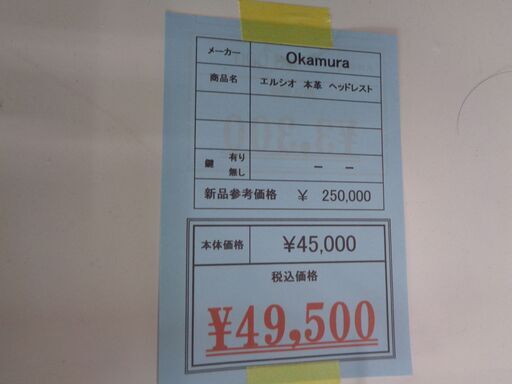 メーカー Okamura
商品名 エルシオ 本革 ヘッドレスト
鍵 有り 無し — —
新品参考価格 ¥ 250,000
本体価格 ¥45,000
税込価格
¥49,500